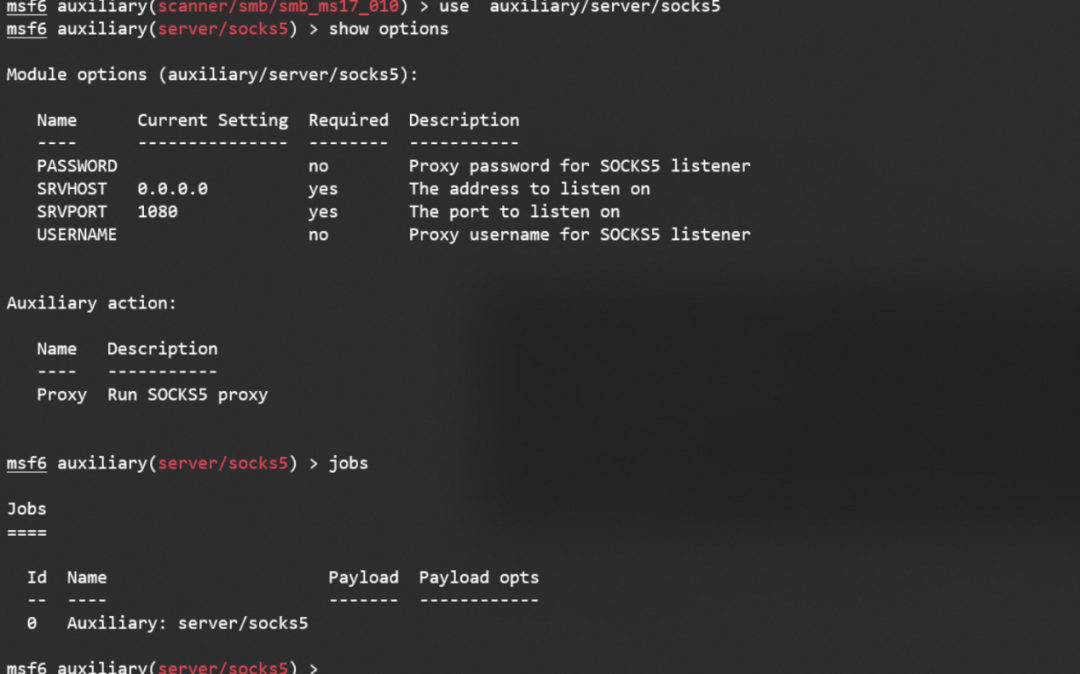 msf6 auxiliary(scanner/smb/smb_ms17_010) > use  auxiliary/server/socks5
msf6 auxiliary(server/socks5) > show options
Module options (auxiliary/server/socks5):
Name      Current Setting  Required  Description
----      ---------------  --------  -----------
PASSWORD                   no        Proxy password for SOCKS5 listener
SRVHOST   0.0.0.0          yes       The address to listen on
SRVPORT   1080             yes       The port to listen on
USERNAME                   no        Proxy username for SOCKS5 listener
Auxiliary action:
Name   Description
----   -----------
Proxy  Run SOCKS5 proxy
msf6 auxiliary(server/socks5) > jobs
Jobs
====
Id  Name                      Payload  Payload opts
--  ----                      -------  ------------
0   Auxiliary: server/socks5
msf6 auxiliary(server/socks5) >